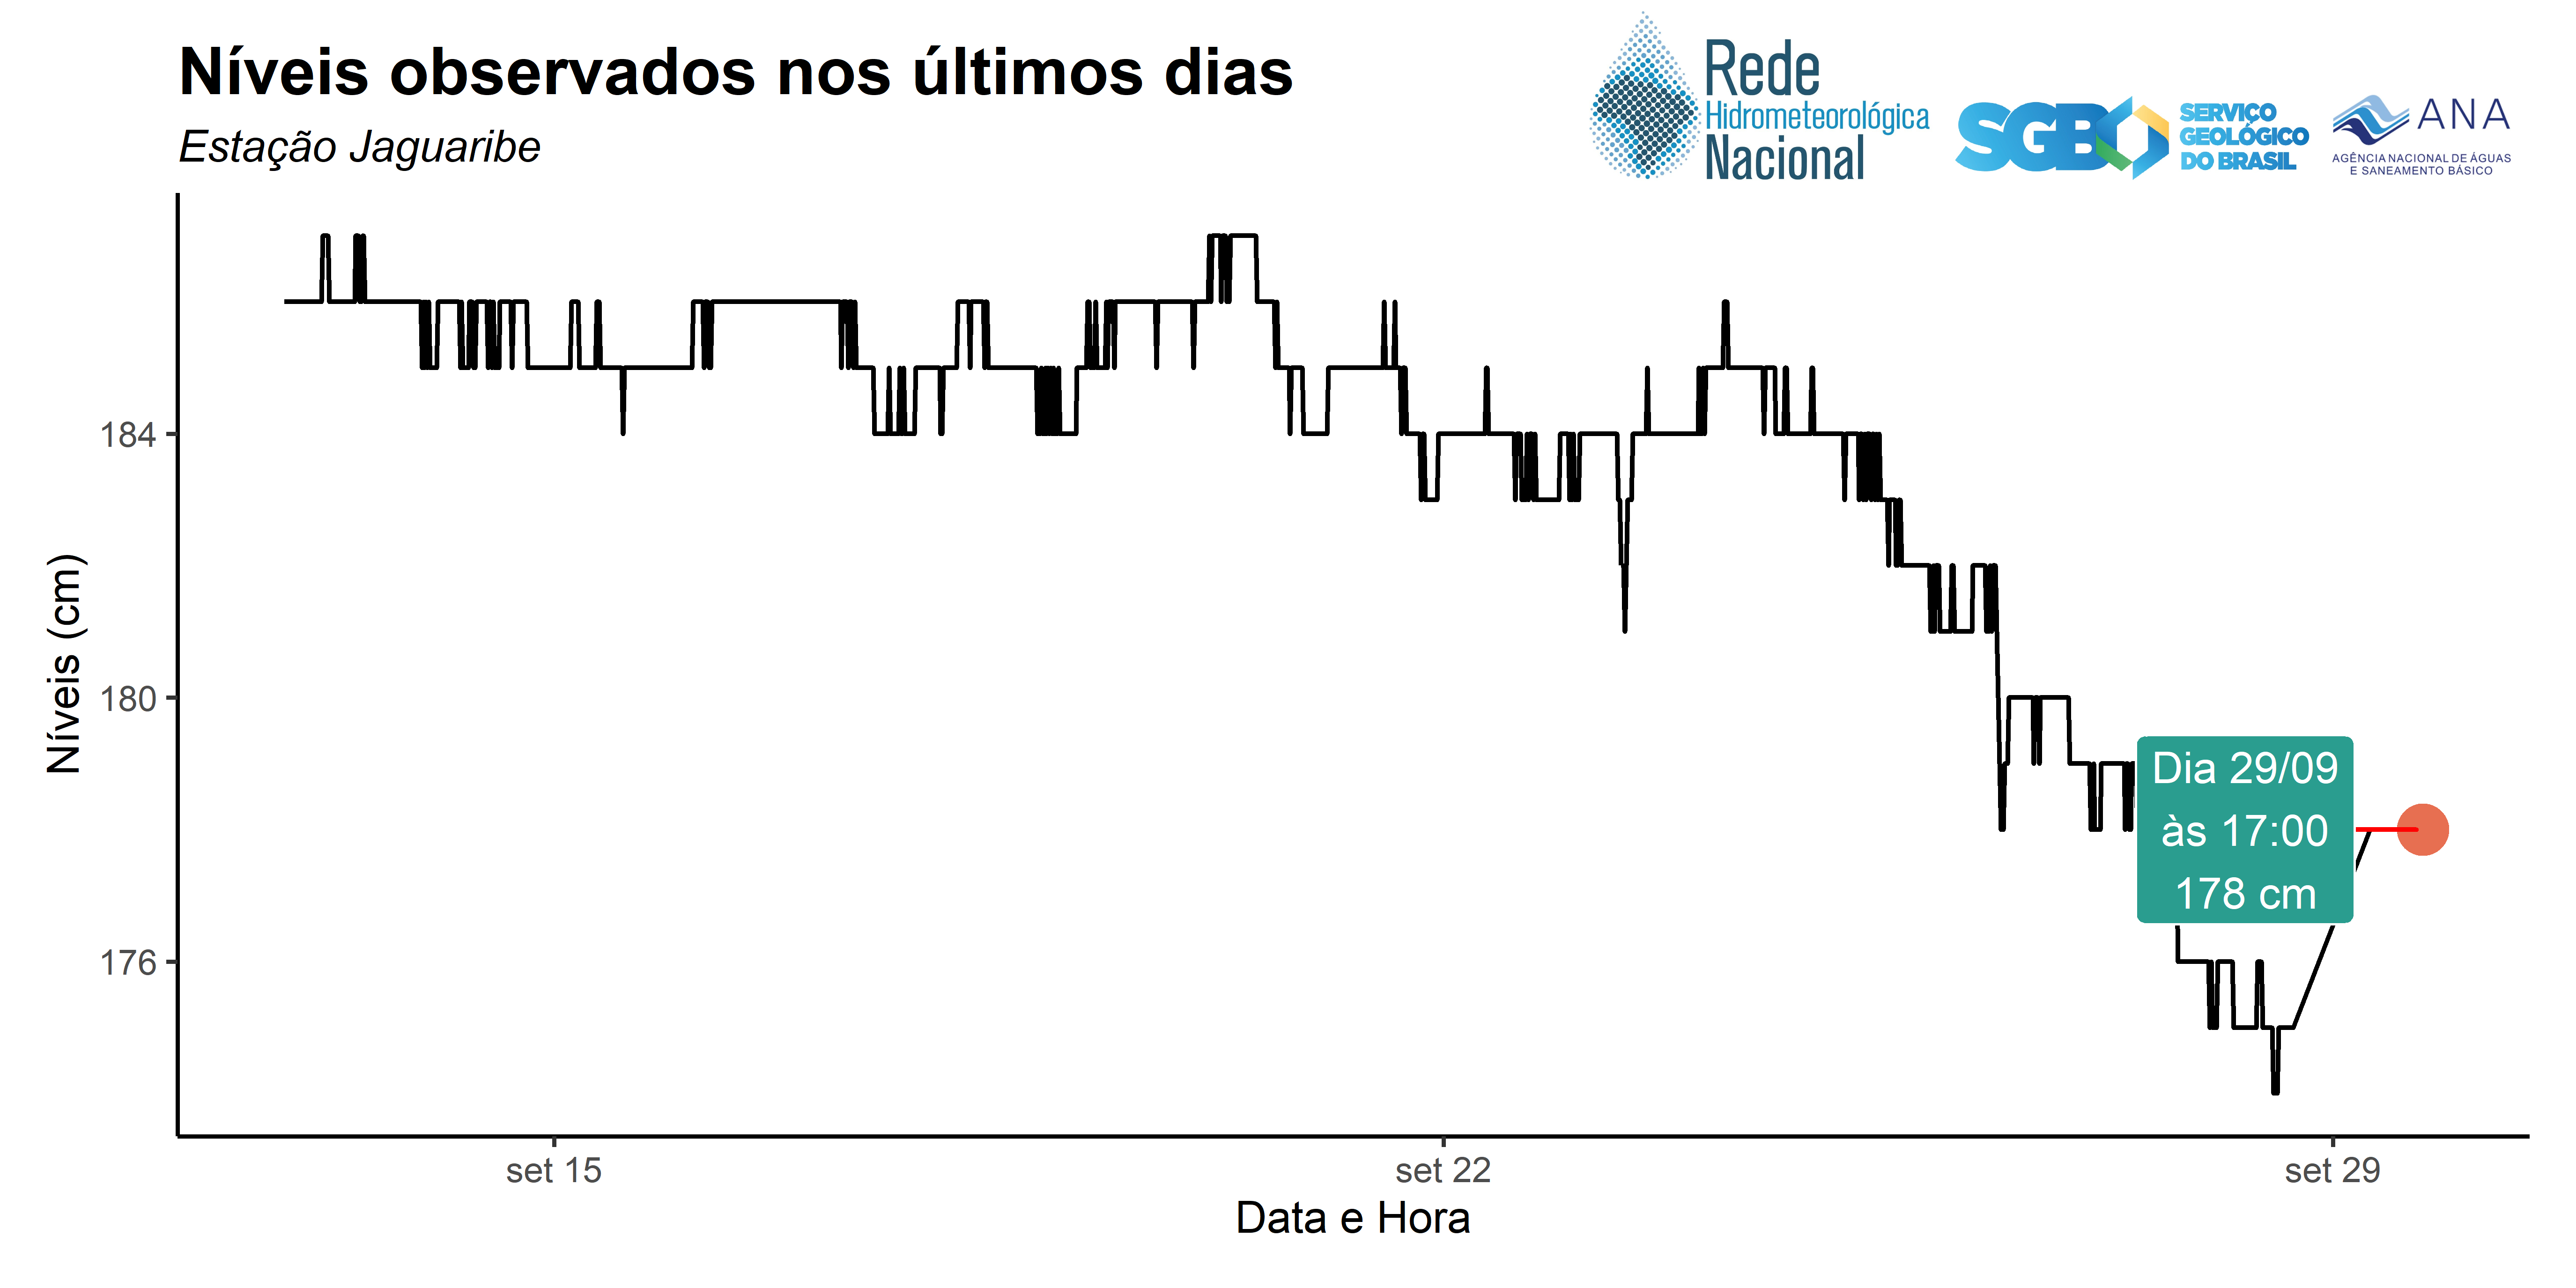 Níveis observados nos últimos dias
Estação Jaguaribe
Rede
Hidrometeorológica
Nacional
SGB
SERVIÇO
GEOLÓGICO
DO BRASIL
ANA
AGÊNCIA NACIONAL DE ÁGUAS
E SANEAMENTO BÁSICO
Níveis (cm)
184
180
176
Dia 29/09
às 17:00
178 cm
set 15
set 22
set 29
Data e Hora